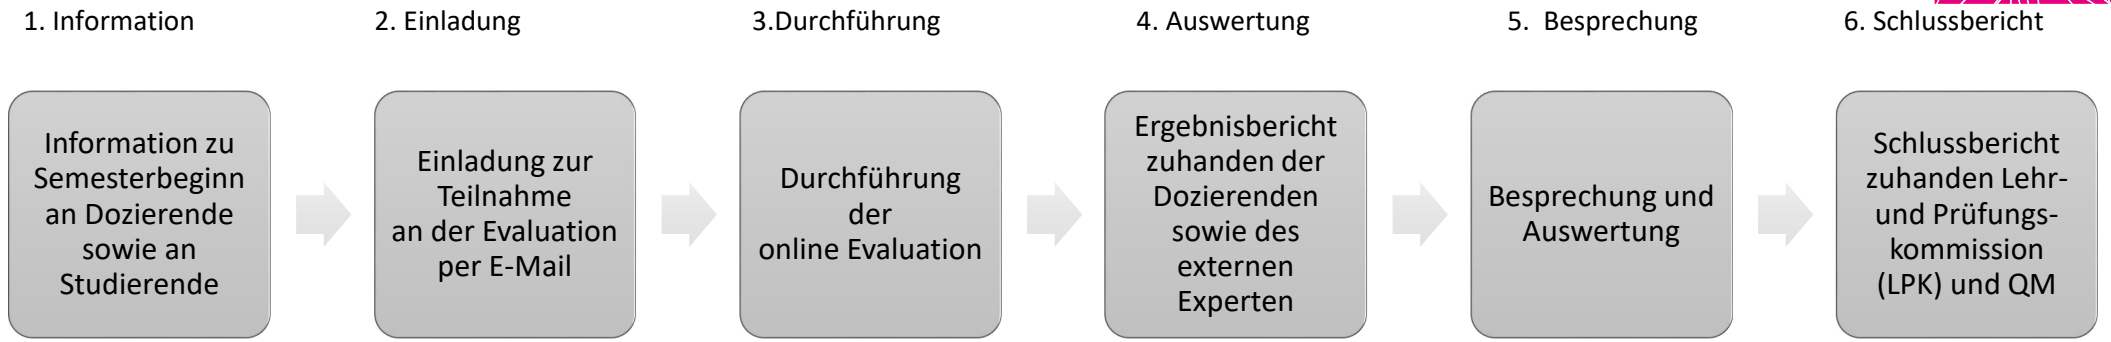 1. Information
2. Einladung
3.Durchführung
4. Auswertung
5. Besprechung
6. Schlussbericht
Information zu
Semesterbeginn
an Dozierende
sowie an
Studierende
Einladung zur
Teilnahme
an der Evaluation
per E-Mail
Durchführung
der
online Evaluation
Ergebnisbericht
zuhanden der
Dozierenden
sowie des
externen
Experten
Besprechung und
Auswertung
Schlussbericht
zuhanden Lehr-
und Prüfungs-
kommission
(LPK) und QM